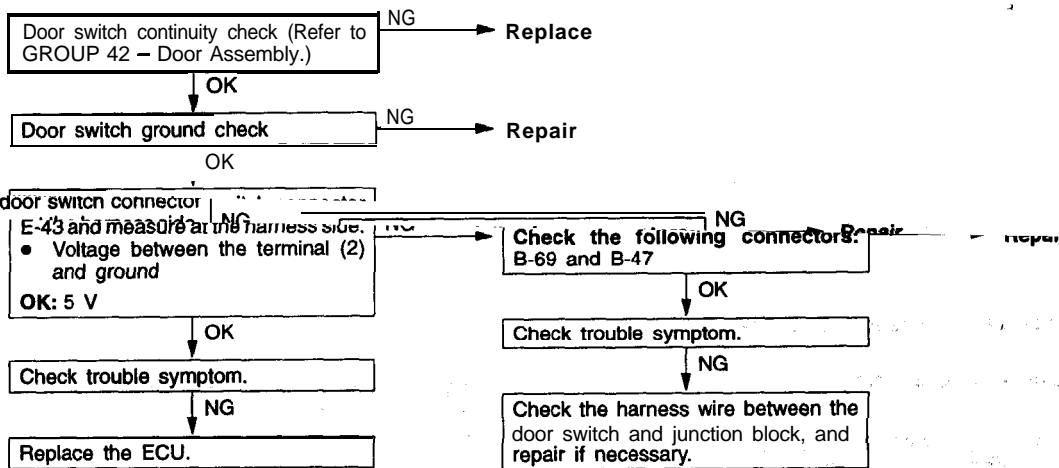 Door switch continuity check (Refer to
GROUP 42 – Door Assembly.)
NG
Replace
OK
Door switch ground check
NG
Repair
OK
door switch connector
E-43 and measure at the harness side.
• Voltage between the terminal (2)
and ground
OK: 5 V
NG
NG
NG
Check the following connectors:
B-69 and B-47
Repair
Repair
OK
OK
Check trouble symptom.
Check trouble symptom.
NG
NG
Replace the ECU.
Check the harness wire between the
door switch and junction block, and
repair if necessary.